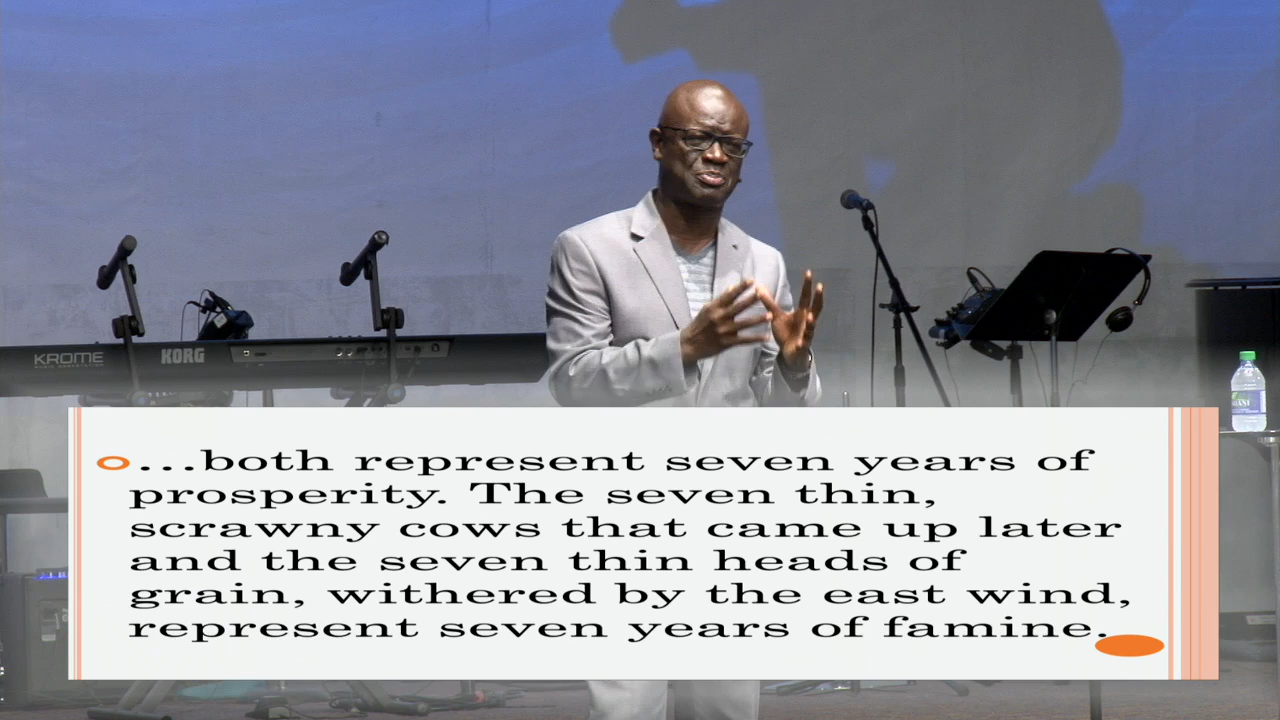 KROME
KORG
...both represent seven years of
prosperity. The seven thin,
scrawny cows that came up later
and the seven thin heads of
grain, withered by the east wind,
represent seven years of famine.